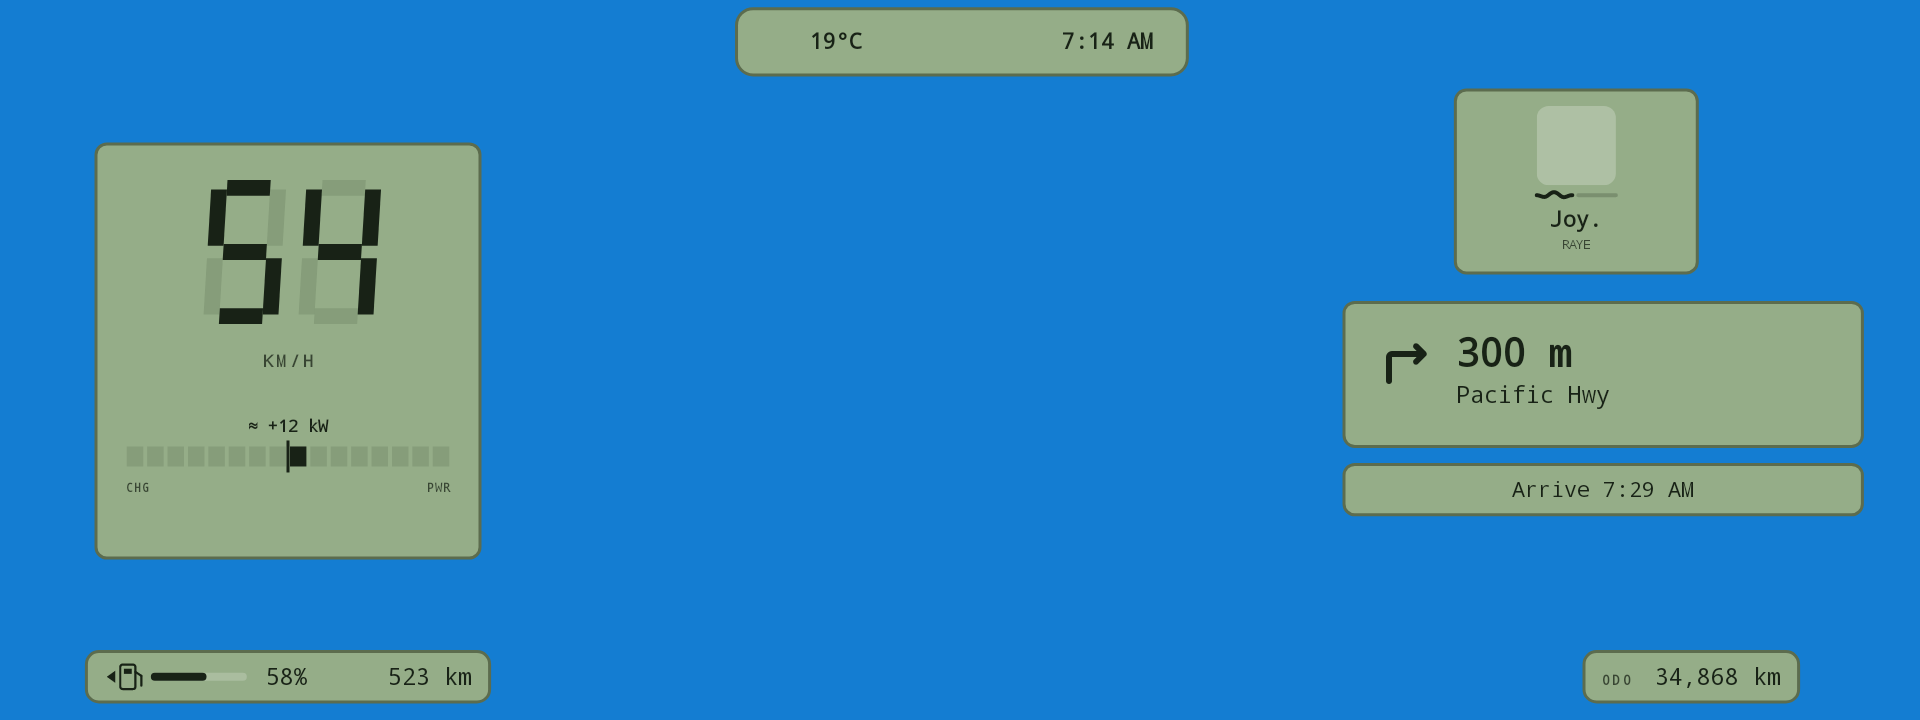 19°C 7:14 AM
54
KM/H
≈ +12 kW
CHG PWR
58% 523 km
Joy.
RAYE
300 m
Pacific Hwy
Arrive 7:29 AM
ODO 34,868 km